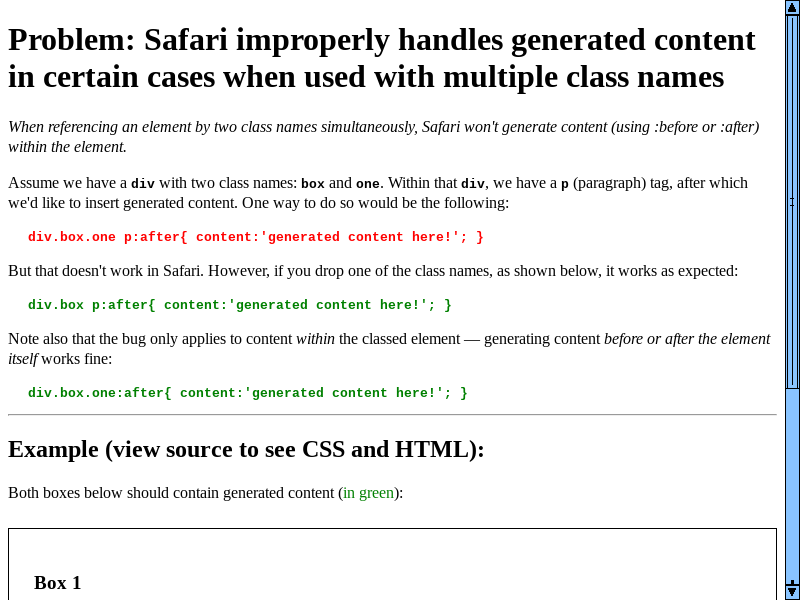 Problem: Safari improperly handles generated content
in certain cases when used with multiple class names
When referencing an element by two class names simultaneously, Safari won't generate content (using :before or :after)
within the element.
Assume we have a div with two class names: box and one. Within that div, we have a p (paragraph) tag, after which
we'd like to insert generated content. One way to do so would be the following:
div.box.one p:after{ content:'generated content here!'; }
But that doesn't work in Safari. However, if you drop one of the class names, as shown below, it works as expected:
div.box p:after{ content:'generated content here!'; }
Note also that the bug only applies to content within the classed element — generating content before or after the element
itself works fine:
div.box.one:after{ content:'generated content here!'; }
Example (view source to see CSS and HTML):
Both boxes below should contain generated content (in green):
Box 1